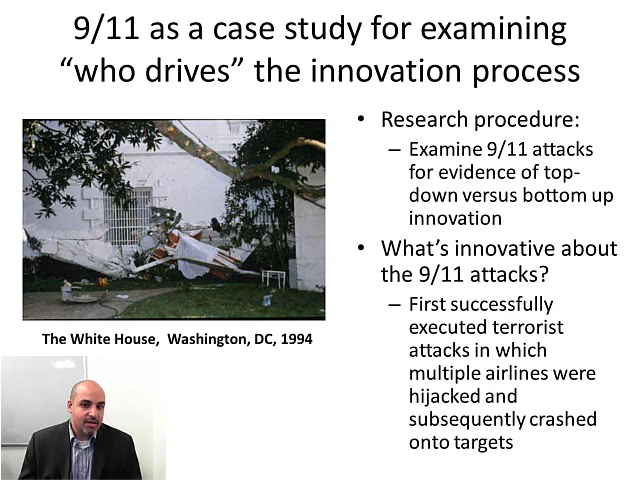 9/11 as a case study for examining
“who drives” the innovation process
• Research procedure:
– Examine 9/11 attacks
for evidence of top-
down versus bottom up
innovation
• What’s innovative about
the 9/11 attacks?
– First successfully
executed terrorist
attacks in which
multiple airlines were
hijacked and
subsequently crashed
onto targets
The White House, Washington, DC, 1994